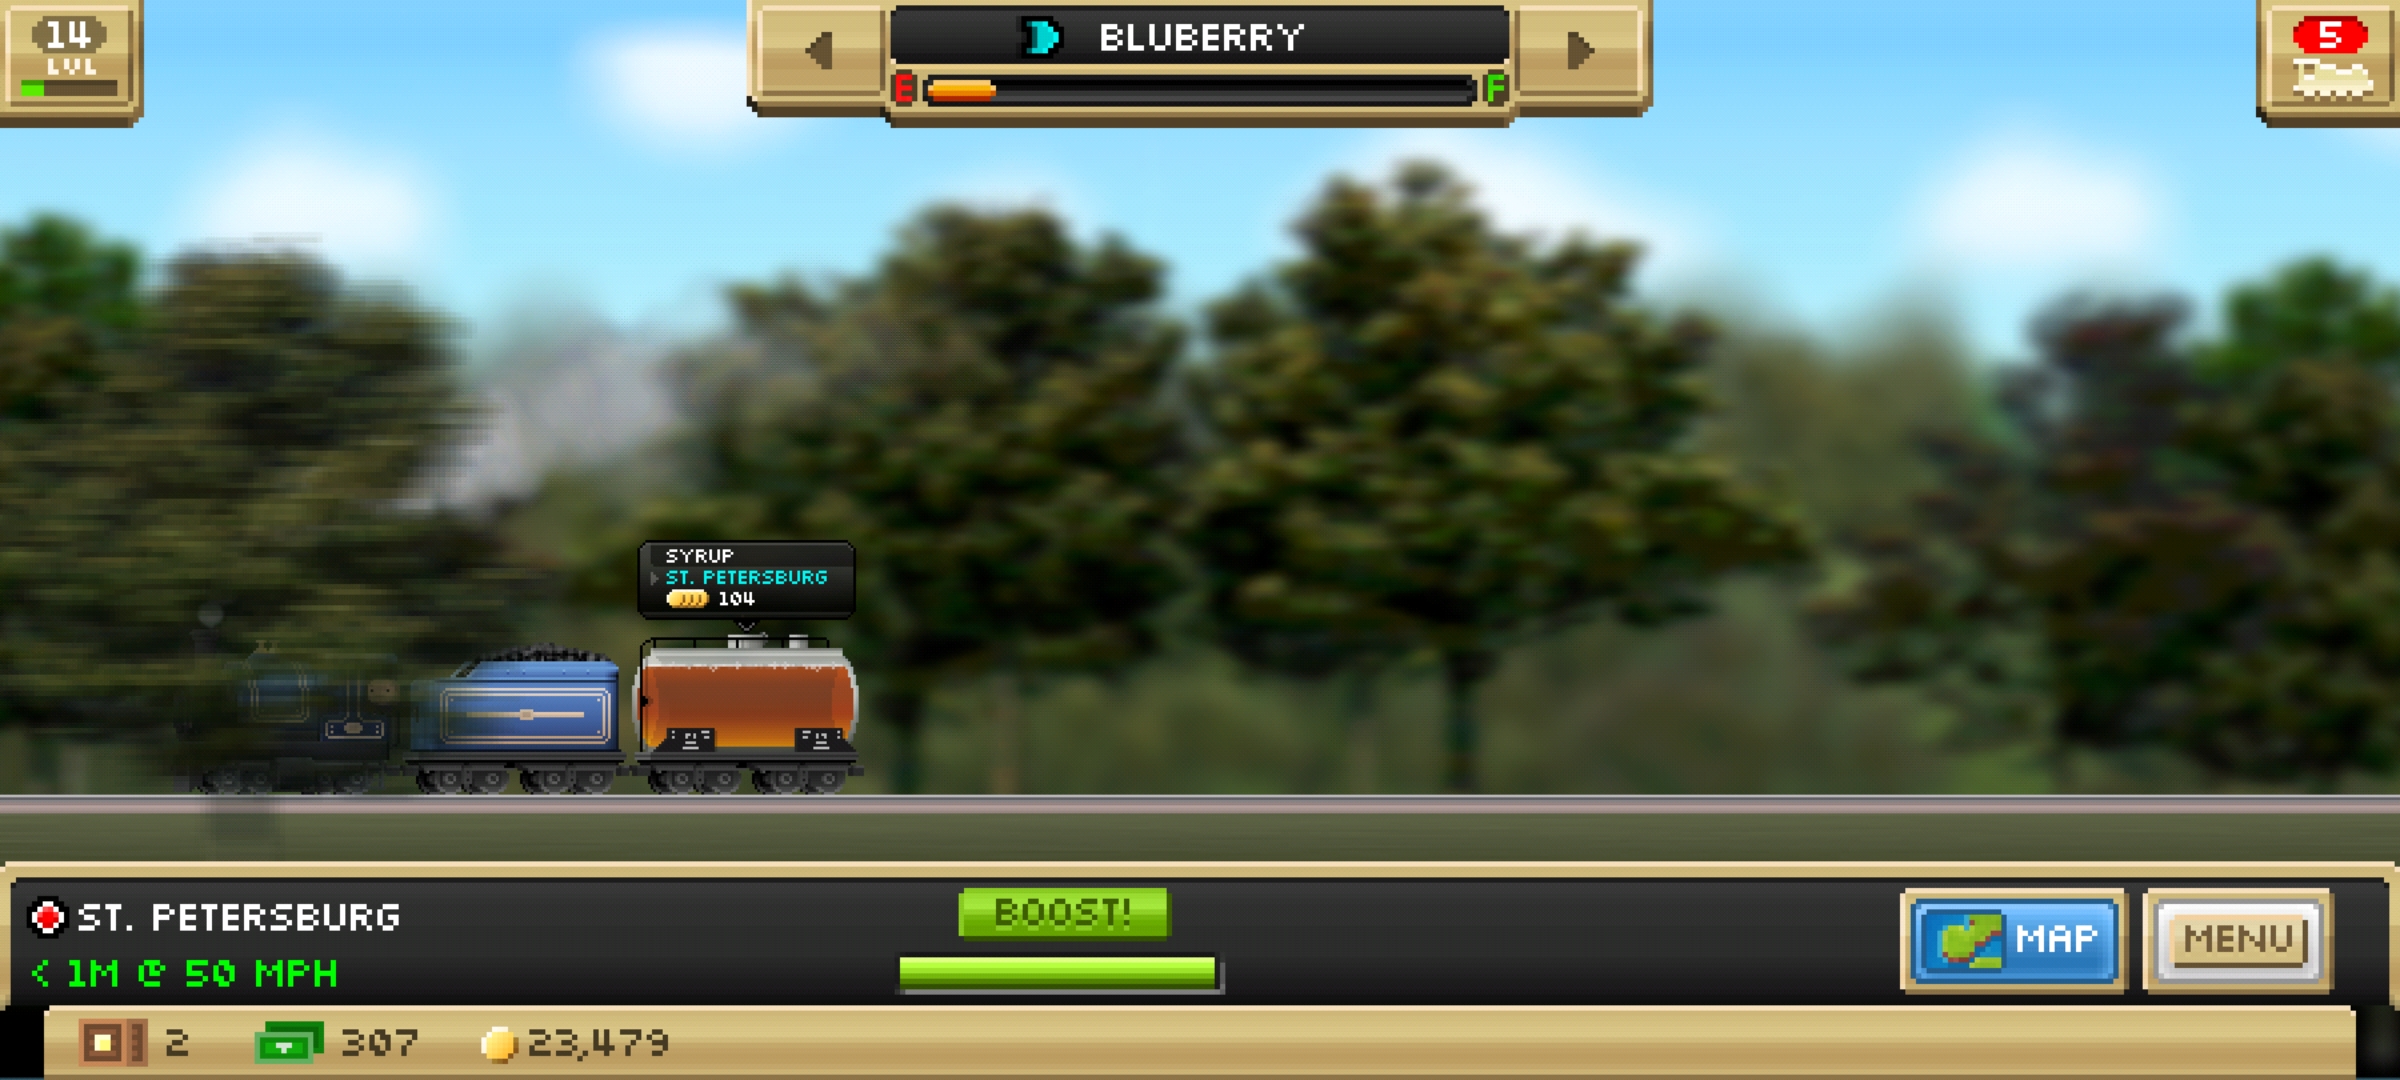 14
LVL
BLUBERRY
E F
5
SYRUP
ST. PETERSBURG
104
ST. PETERSBURG
< 1M @ 50 MPH
BOOST!
MAP
MENU
2
307
23,479